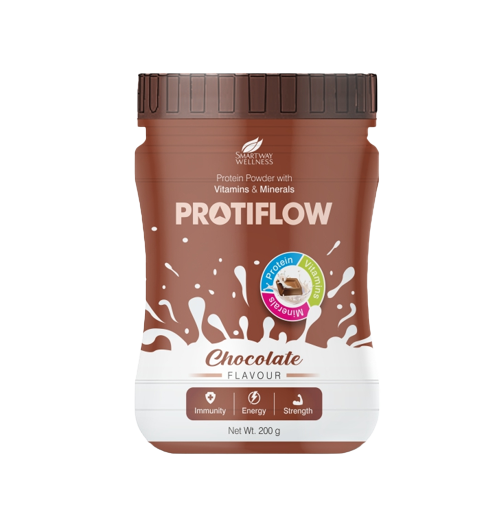 SMARTWAY
WELLNESS
Protein Powder with
Vitamins & Minerals
PROTIFLOW
Protein
Vitamins
Minerals
Chocolate
FLAVOUR
Immunity
Energy
Strength
Net Wt. 200 g